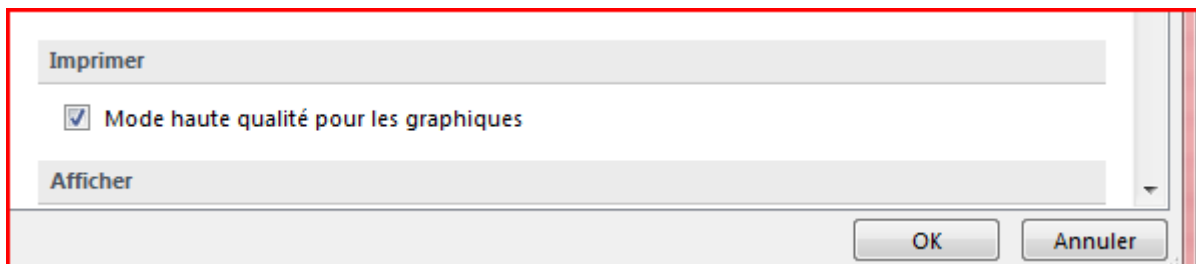 Imprimer
Mode haute qualité pour les graphiques
Afficher
OK
Annuler